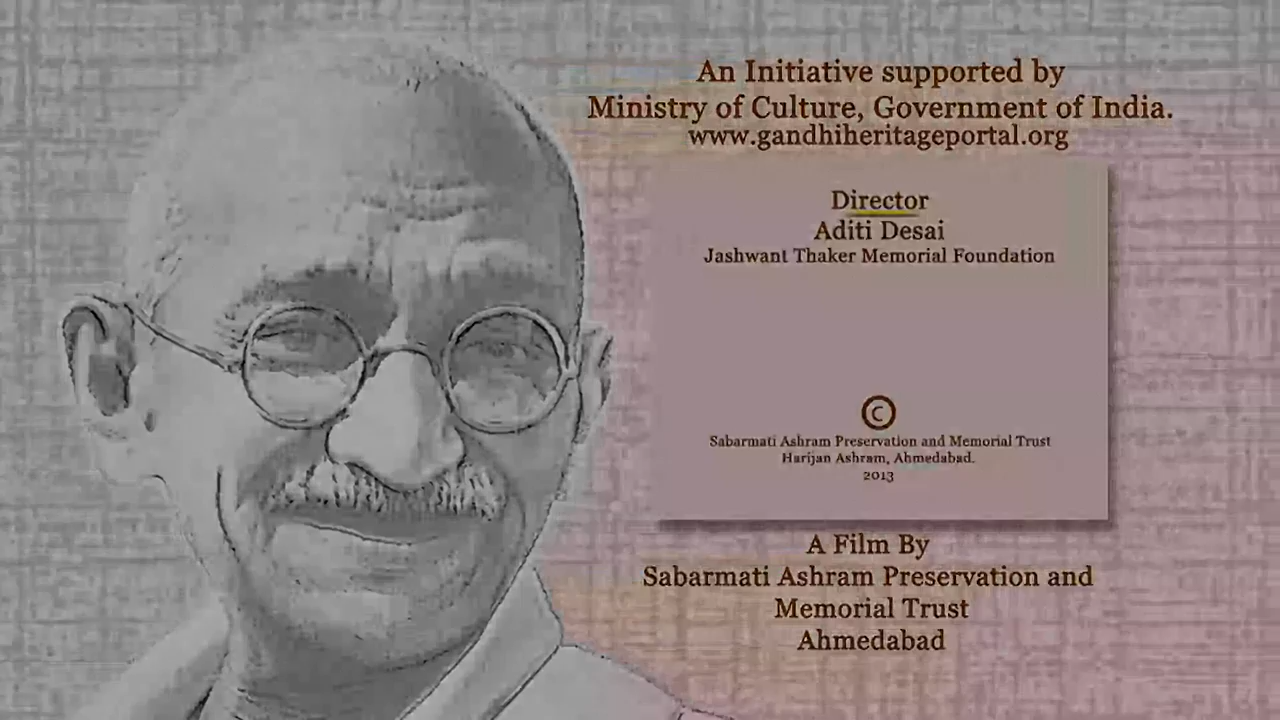 An Initiative supported by
Ministry of Culture, Government of India.
www.gandhiheritageportal.org
Director
Aditi Desai
Jashwant Thaker Memorial Foundation
©
Sabarmati Ashram Preservation and Memorial Trust
Harijan Ashram, Ahmedabad.
2013
A Film By
Sabarmati Ashram Preservation and
Memorial Trust
Ahmedabad